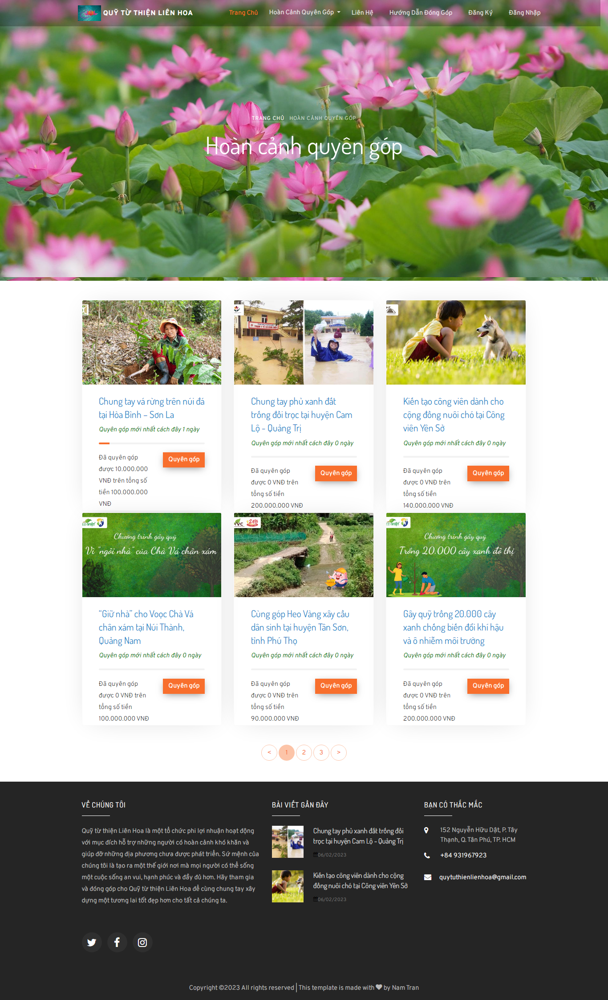 QUỸ TỪ THIỆN LIÊN HOA
Trang Chủ
Hoàn Cảnh Quyên Góp
Liên Hệ
Hướng Dẫn Đóng Góp
Đăng Ký
Đăng Nhập
TRANG CHỦ HOÀN CẢNH QUYÊN GÓP
Hoàn cảnh quyên góp
TRẠM Y TẾ XÃ CAM THỦY
Chung tay vá rừng trên núi đá
tại Hòa Bình – Sơn La
Quyên góp mới nhất cách đây 1 ngày
Đã quyên góp
được 10.000.000
VNĐ trên tổng số
tiền 100.000.000
VNĐ
Quyên góp
Chung tay phủ xanh đất
trống đồi trọc tại huyện Cam
Lộ - Quảng Trị
Quyên góp mới nhất cách đây 0 ngày
Đã quyên góp
được 0 VNĐ trên
tổng số tiền
200.000.000 VNĐ
Quyên góp
Kiến tạo công viên dành cho
cộng đồng nuôi chó tại Công
viên Yên Sở
Quyên góp mới nhất cách đây 0 ngày
Đã quyên góp
được 0 VNĐ trên
tổng số tiền
140.000.000 VNĐ
Quyên góp
EENVIỆT
Chương trình gây quỹ
Vì "ngôi nhà" của Chà Vá chân xám
“Giữ nhà” cho Voọc Chà Vá
chân xám tại Núi Thành,
Quảng Nam
Quyên góp mới nhất cách đây 0 ngày
Đã quyên góp
được 0 VNĐ trên
tổng số tiền
100.000.000 VNĐ
Quyên góp
YVC
Cùng góp Heo Vàng xây cầu
dân sinh tại huyện Tân Sơn,
tỉnh Phú Thọ
Quyên góp mới nhất cách đây 0 ngày
Đã quyên góp
được 0 VNĐ trên
tổng số tiền
90.000.000 VNĐ
Quyên góp
EENVIỆT
Chương trình gây quỹ
Trồng 20.000 cây xanh đô thị
Gây quỹ trồng 20.000 cây
xanh chống biến đổi khí hậu
và ô nhiễm môi trường
Quyên góp mới nhất cách đây 0 ngày
Đã quyên góp
được 0 VNĐ trên
tổng số tiền
200.000.000 VNĐ
Quyên góp
< 1 2 3 >
VỀ CHÚNG TÔI
Quỹ từ thiện Liên Hoa là một tổ chức phi lợi nhuận hoạt động
với mục đích hỗ trợ những người có hoàn cảnh khó khăn và
giúp đỡ những địa phương chưa được phát triển. Sứ mệnh của
chúng tôi là tạo ra một thế giới nơi mà mọi người có thể sống
một cuộc sống an vui, hạnh phúc và đầy đủ hơn. Hãy tham gia
và đóng góp cho Quỹ từ thiện Liên Hoa để cùng chung tay xây
dựng một tương lai tốt đẹp hơn cho tất cả chúng ta.
BÀI VIẾT GẦN ĐÂY
Chung tay phủ xanh đất trống đồi
trọc tại huyện Cam Lộ - Quảng Trị
06/02/2023
Kiến tạo công viên dành cho cộng
đồng nuôi chó tại Công viên Yên Sở
06/02/2023
BẠN CÓ THẮC MẮC
152 Nguyễn Hữu Dật, P. Tây
Thạnh, Q. Tân Phú, TP. HCM
+84 931967923
quytuthienlienhoa@gmail.com
Copyright ©2023 All rights reserved | This template is made with by Nam Tran